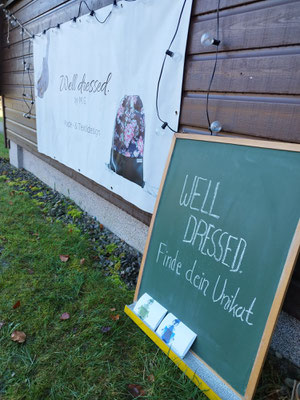 Well dressed.
WELL
DRESSED.
Finde dein Unikat